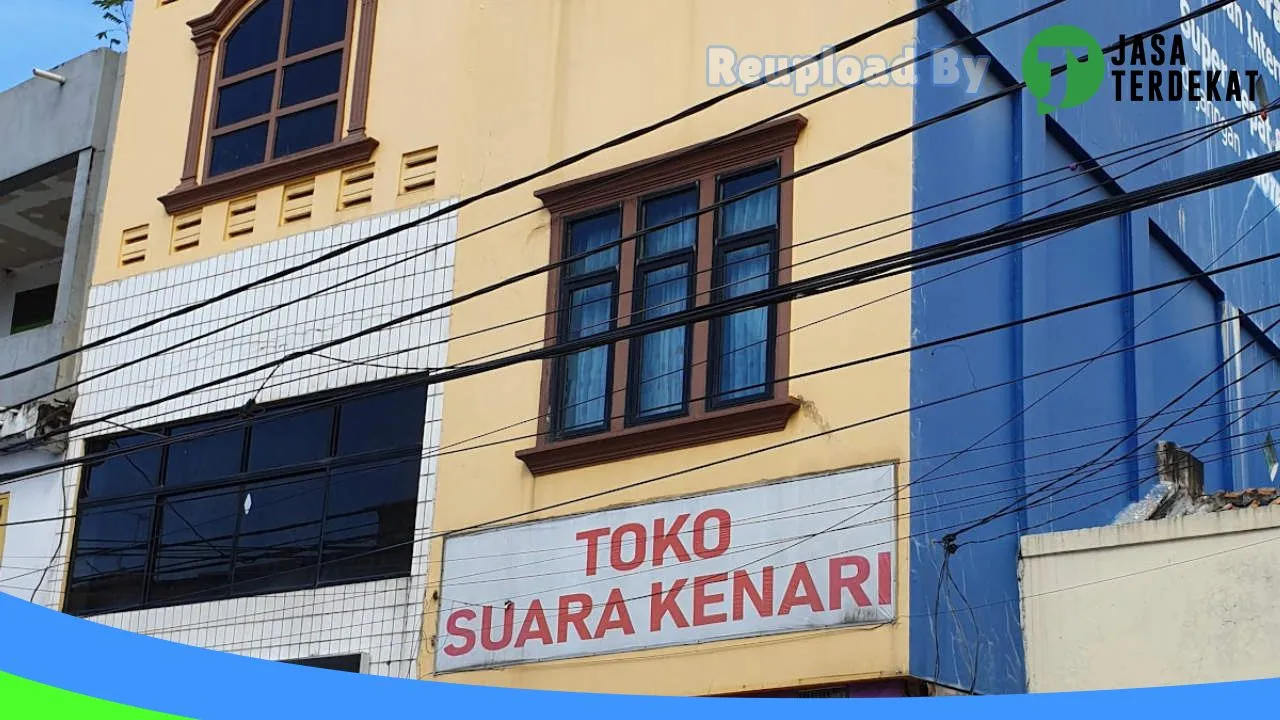 Reupload By
JASA
TERDEKAT
TOKO
SUARA KENARI